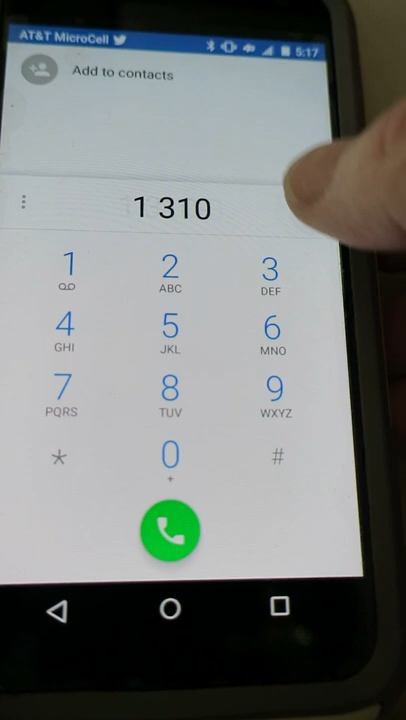 AT&T MicroCell 5:17
Add to contacts
1 310
1 2 3
ABC DEF
4 5 6
GHI JKL MNO
7 8 9
PQRS TUV WXYZ
* 0 #
+